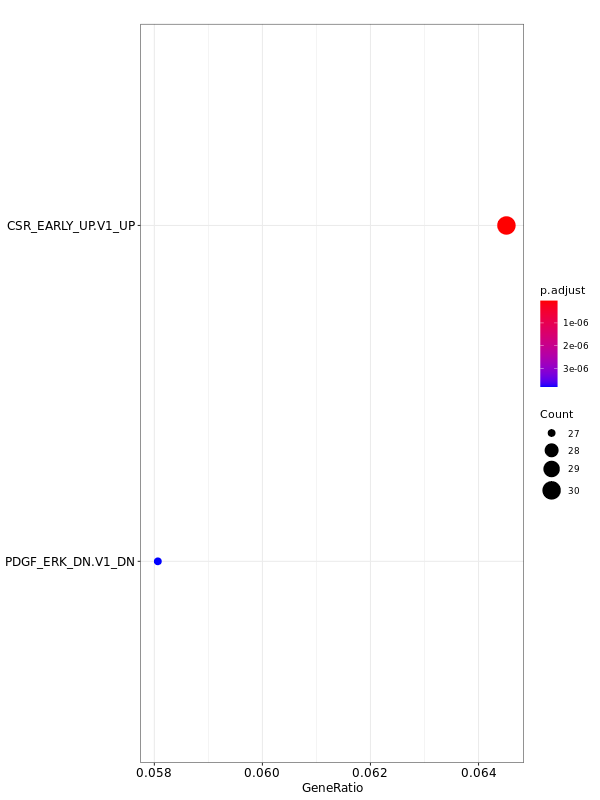 CSR_EARLY_UP.V1_UP
PDGF_ERK_DN.V1_DN
0.058 0.060 0.062 0.064
GeneRatio
p.adjust
1e-06
2e-06
3e-06
Count
27
28
29
30